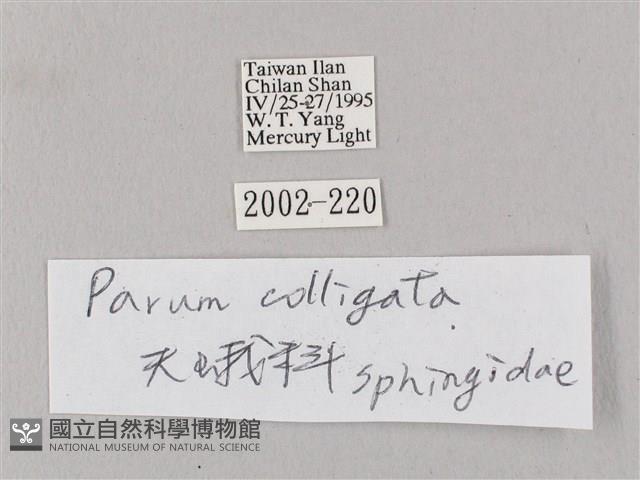 Taiwan Ilan
Chilan Shan
IV/25-27/1995
W. T. Yang
Mercury Light
2002-220
Parum colligata
天蛾科 sphingidae
國立自然科學博物館
NATIONAL MUSEUM OF NATURAL SCIENCE